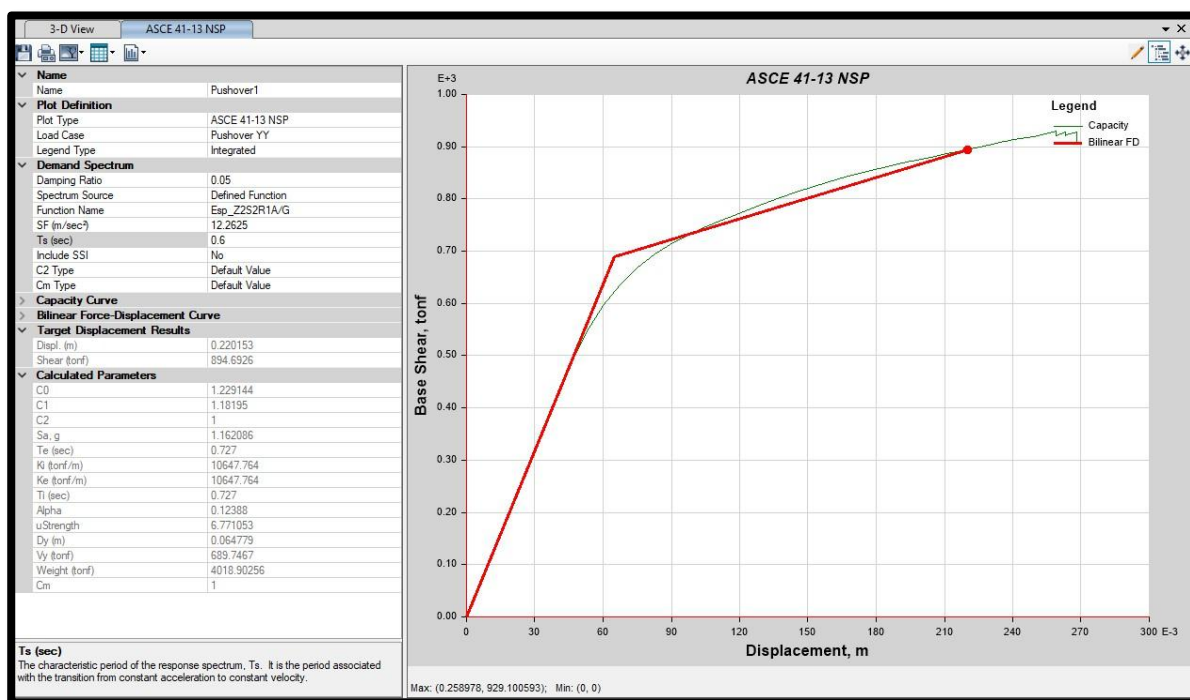 3-D View ASCE 41-13 NSP
Name
Name Pushover1
Plot Definition
Plot Type ASCE 41-13 NSP
Load Case Pushover YY
Legend Type Integrated
Demand Spectrum
Damping Ratio 0.05
Spectrum Source Defined Function
Function Name Esp_Z2S2R1A/G
SF (m/sec²) 12.2625
Ts (sec) 0.6
Include SSI No
C2 Type Default Value
Cm Type Default Value
Capacity Curve
Bilinear Force-Displacement Curve
Target Displacement Results
Displ. (m) 0.220153
Shear (tonf) 894.6926
Calculated Parameters
C0 1.229144
C1 1.18195
C2 1
Sa, g 1.162086
Te (sec) 0.727
Ki (tonf/m) 10647.764
Ke (tonf/m) 10647.764
Ti (sec) 0.727
Alpha 0.12388
uStrength 6.771053
Dy (m) 0.064779
Vy (tonf) 689.7467
Weight (tonf) 4018.90256
Cm 1
Ts (sec)
The characteristic period of the response spectrum, Ts. It is the period associated
with the transition from constant acceleration to constant velocity.
ASCE 41-13 NSP
E+3
1.00
0.90
0.80
0.70
0.60
0.50
0.40
0.30
0.20
0.10
0.00
Base Shear, tonf
Legend
Capacity
Bilinear FD
0 30 60 90 120 150 180 210 240 270 300 E-3
Displacement, m
Max: (0.258978, 929.100593); Min: (0, 0)